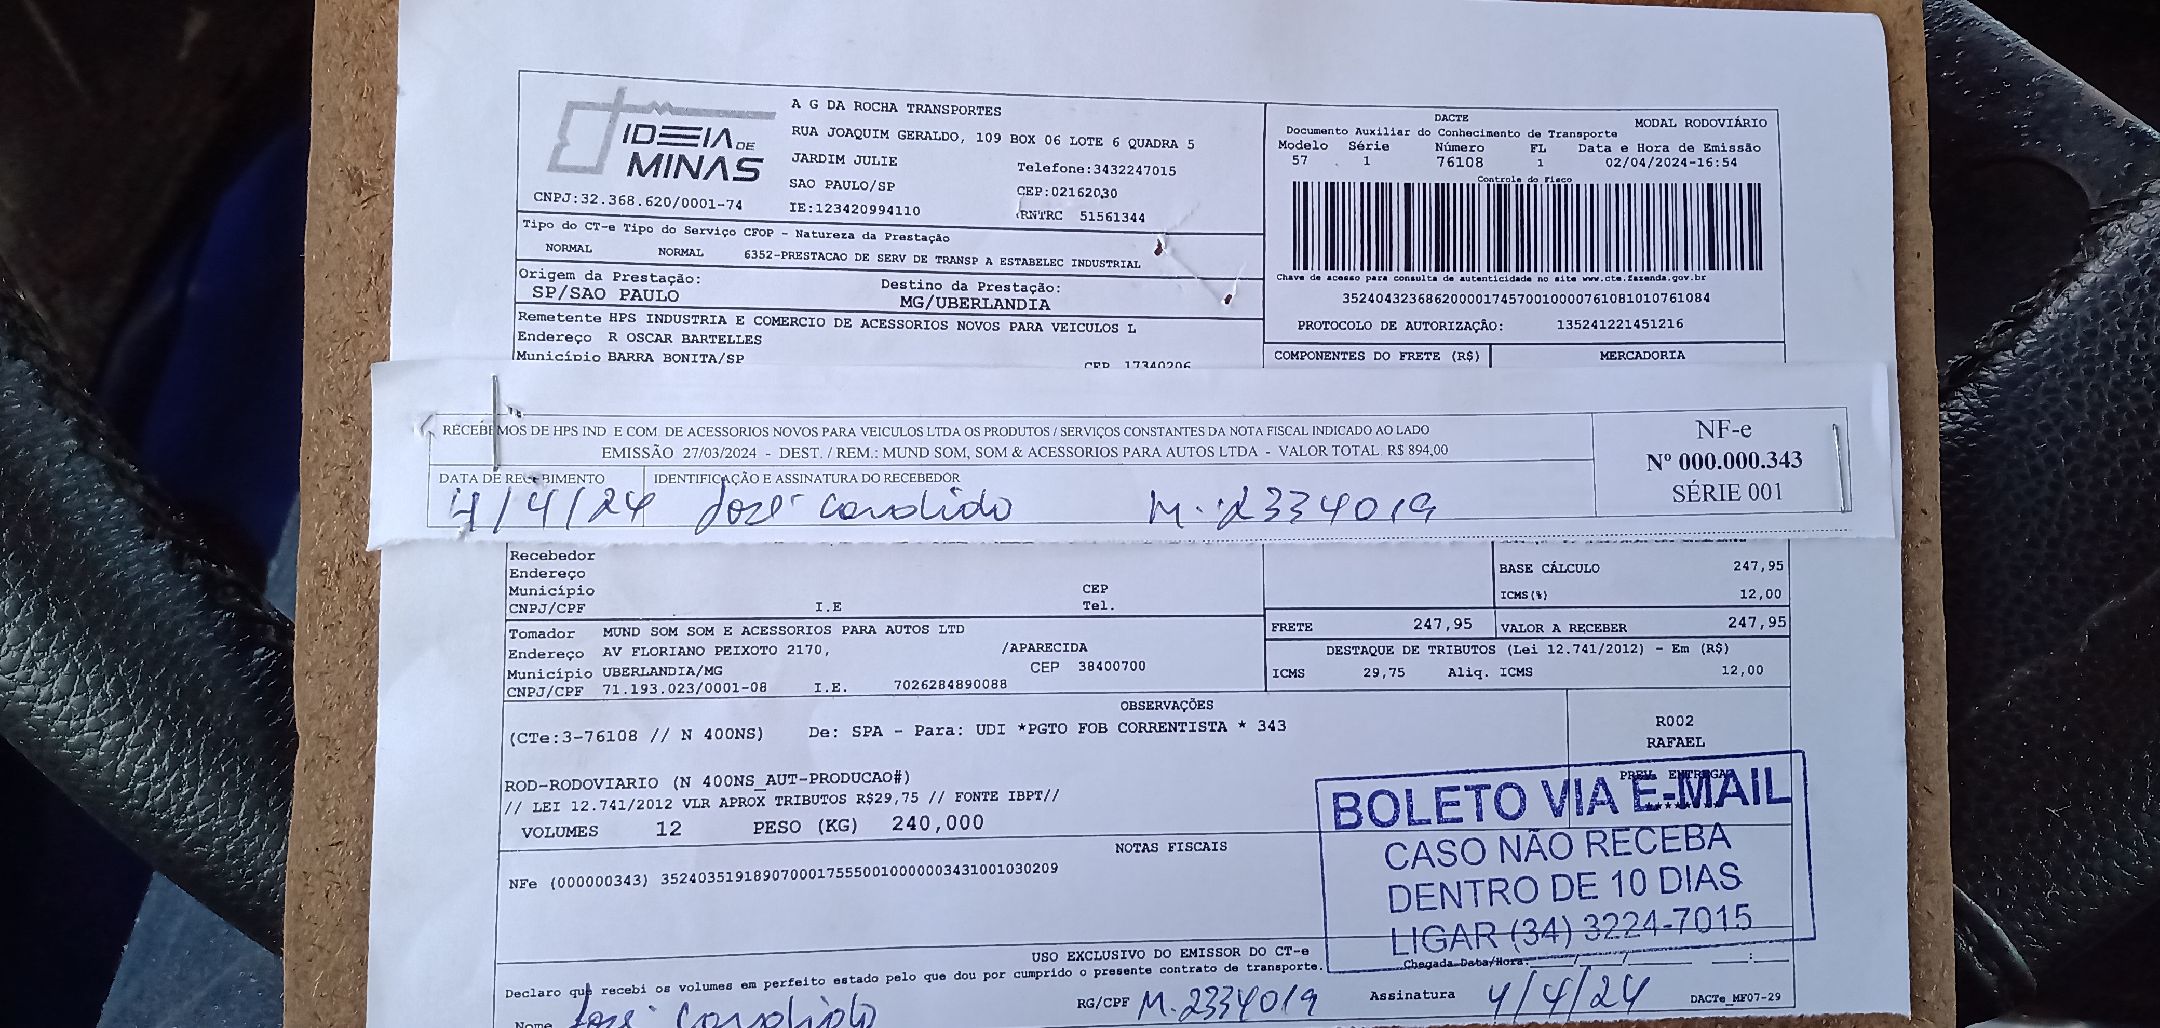 IDEIA DE
MINAS
CNPJ:32.368.620/0001-74
A G DA ROCHA TRANSPORTES
RUA JOAQUIM GERALDO, 109 BOX 06 LOTE 6 QUADRA 5
JARDIM JULIE Telefone:3432247015
SAO PAULO/SP CEP:02162030
IE:123420994110 RNTRC 51561344
DACTE MODAL RODOVIÁRIO
Documento Auxiliar do Conhecimento de Transporte
Modelo Série Número FL Data e Hora de Emissão
57 1 76108 1 02/04/2024-16:54
Controle do Fisco
Chave de acesso para consulta de autenticidade no site www.cte.fazenda.gov.br
35240432368620000174570010000761081010761084
PROTOCOLO DE AUTORIZAÇÃO: 135241221451216
Tipo do CT-e Tipo do Serviço CFOP - Natureza da Prestação
NORMAL NORMAL 6352-PRESTACAO DE SERV DE TRANSP A ESTABELEC INDUSTRIAL
Origem da Prestação: Destino da Prestação:
SP/SAO PAULO MG/UBERLANDIA
Remetente HPS INDUSTRIA E COMERCIO DE ACESSORIOS NOVOS PARA VEICULOS L
Endereço R OSCAR BARTELLES
Município BARRA BONITA/SP CEP 17340206
COMPONENTES DO FRETE (R$) MERCADORIA
RECEBEMOS DE HPS IND. E COM. DE ACESSORIOS NOVOS PARA VEICULOS LTDA OS PRODUTOS / SERVIÇOS CONSTANTES DA NOTA FISCAL INDICADO AO LADO
EMISSÃO 27/03/2024 - DEST. / REM.: MUND SOM, SOM & ACESSORIOS PARA AUTOS LTDA - VALOR TOTAL R$ 894,00
DATA DE RECEBIMENTO IDENTIFICAÇÃO E ASSINATURA DO RECEBEDOR
4/4/24 José Candido M.2334019
NF-e
Nº 000.000.343
SÉRIE 001
Recebedor
Endereço
Município CEP
CNPJ/CPF I.E Tel.
BASE CÁLCULO 247,95
ICMS(%) 12,00
FRETE 247,95 VALOR A RECEBER 247,95
Tomador MUND SOM SOM E ACESSORIOS PARA AUTOS LTD
Endereço AV FLORIANO PEIXOTO 2170, /APARECIDA
Município UBERLANDIA/MG CEP 38400700
CNPJ/CPF 71.193.023/0001-08 I.E. 7026284890088
DESTAQUE DE TRIBUTOS (Lei 12.741/2012) - Em (R$)
ICMS 29,75 Aliq. ICMS 12,00
OBSERVAÇÕES
(CTe:3-76108 // N 400NS) De: SPA - Para: UDI *PGTO FOB CORRENTISTA * 343
R002
RAFAEL
PREV. ENTREGA
ROD-RODOVIARIO (N 400NS_AUT-PRODUCAO#)
// LEI 12.741/2012 VLR APROX TRIBUTOS R$29,75 // FONTE IBPT//
VOLUMES 12 PESO (KG) 240,000
BOLETO VIA E-MAIL
CASO NÃO RECEBA
DENTRO DE 10 DIAS
LIGAR (34) 3224-7015
NOTAS FISCAIS
NFe (000000343) 35240351918907000175550010000003431001030209
USO EXCLUSIVO DO EMISSOR DO CT-e
Chegada Data/Hora: / / :
Declaro que recebi os volumes em perfeito estado pelo que dou por cumprido o presente contrato de transporte.
Nome José Candido RG/CPF M.2334019 Assinatura 4/4/24 DACTe_MF07-29